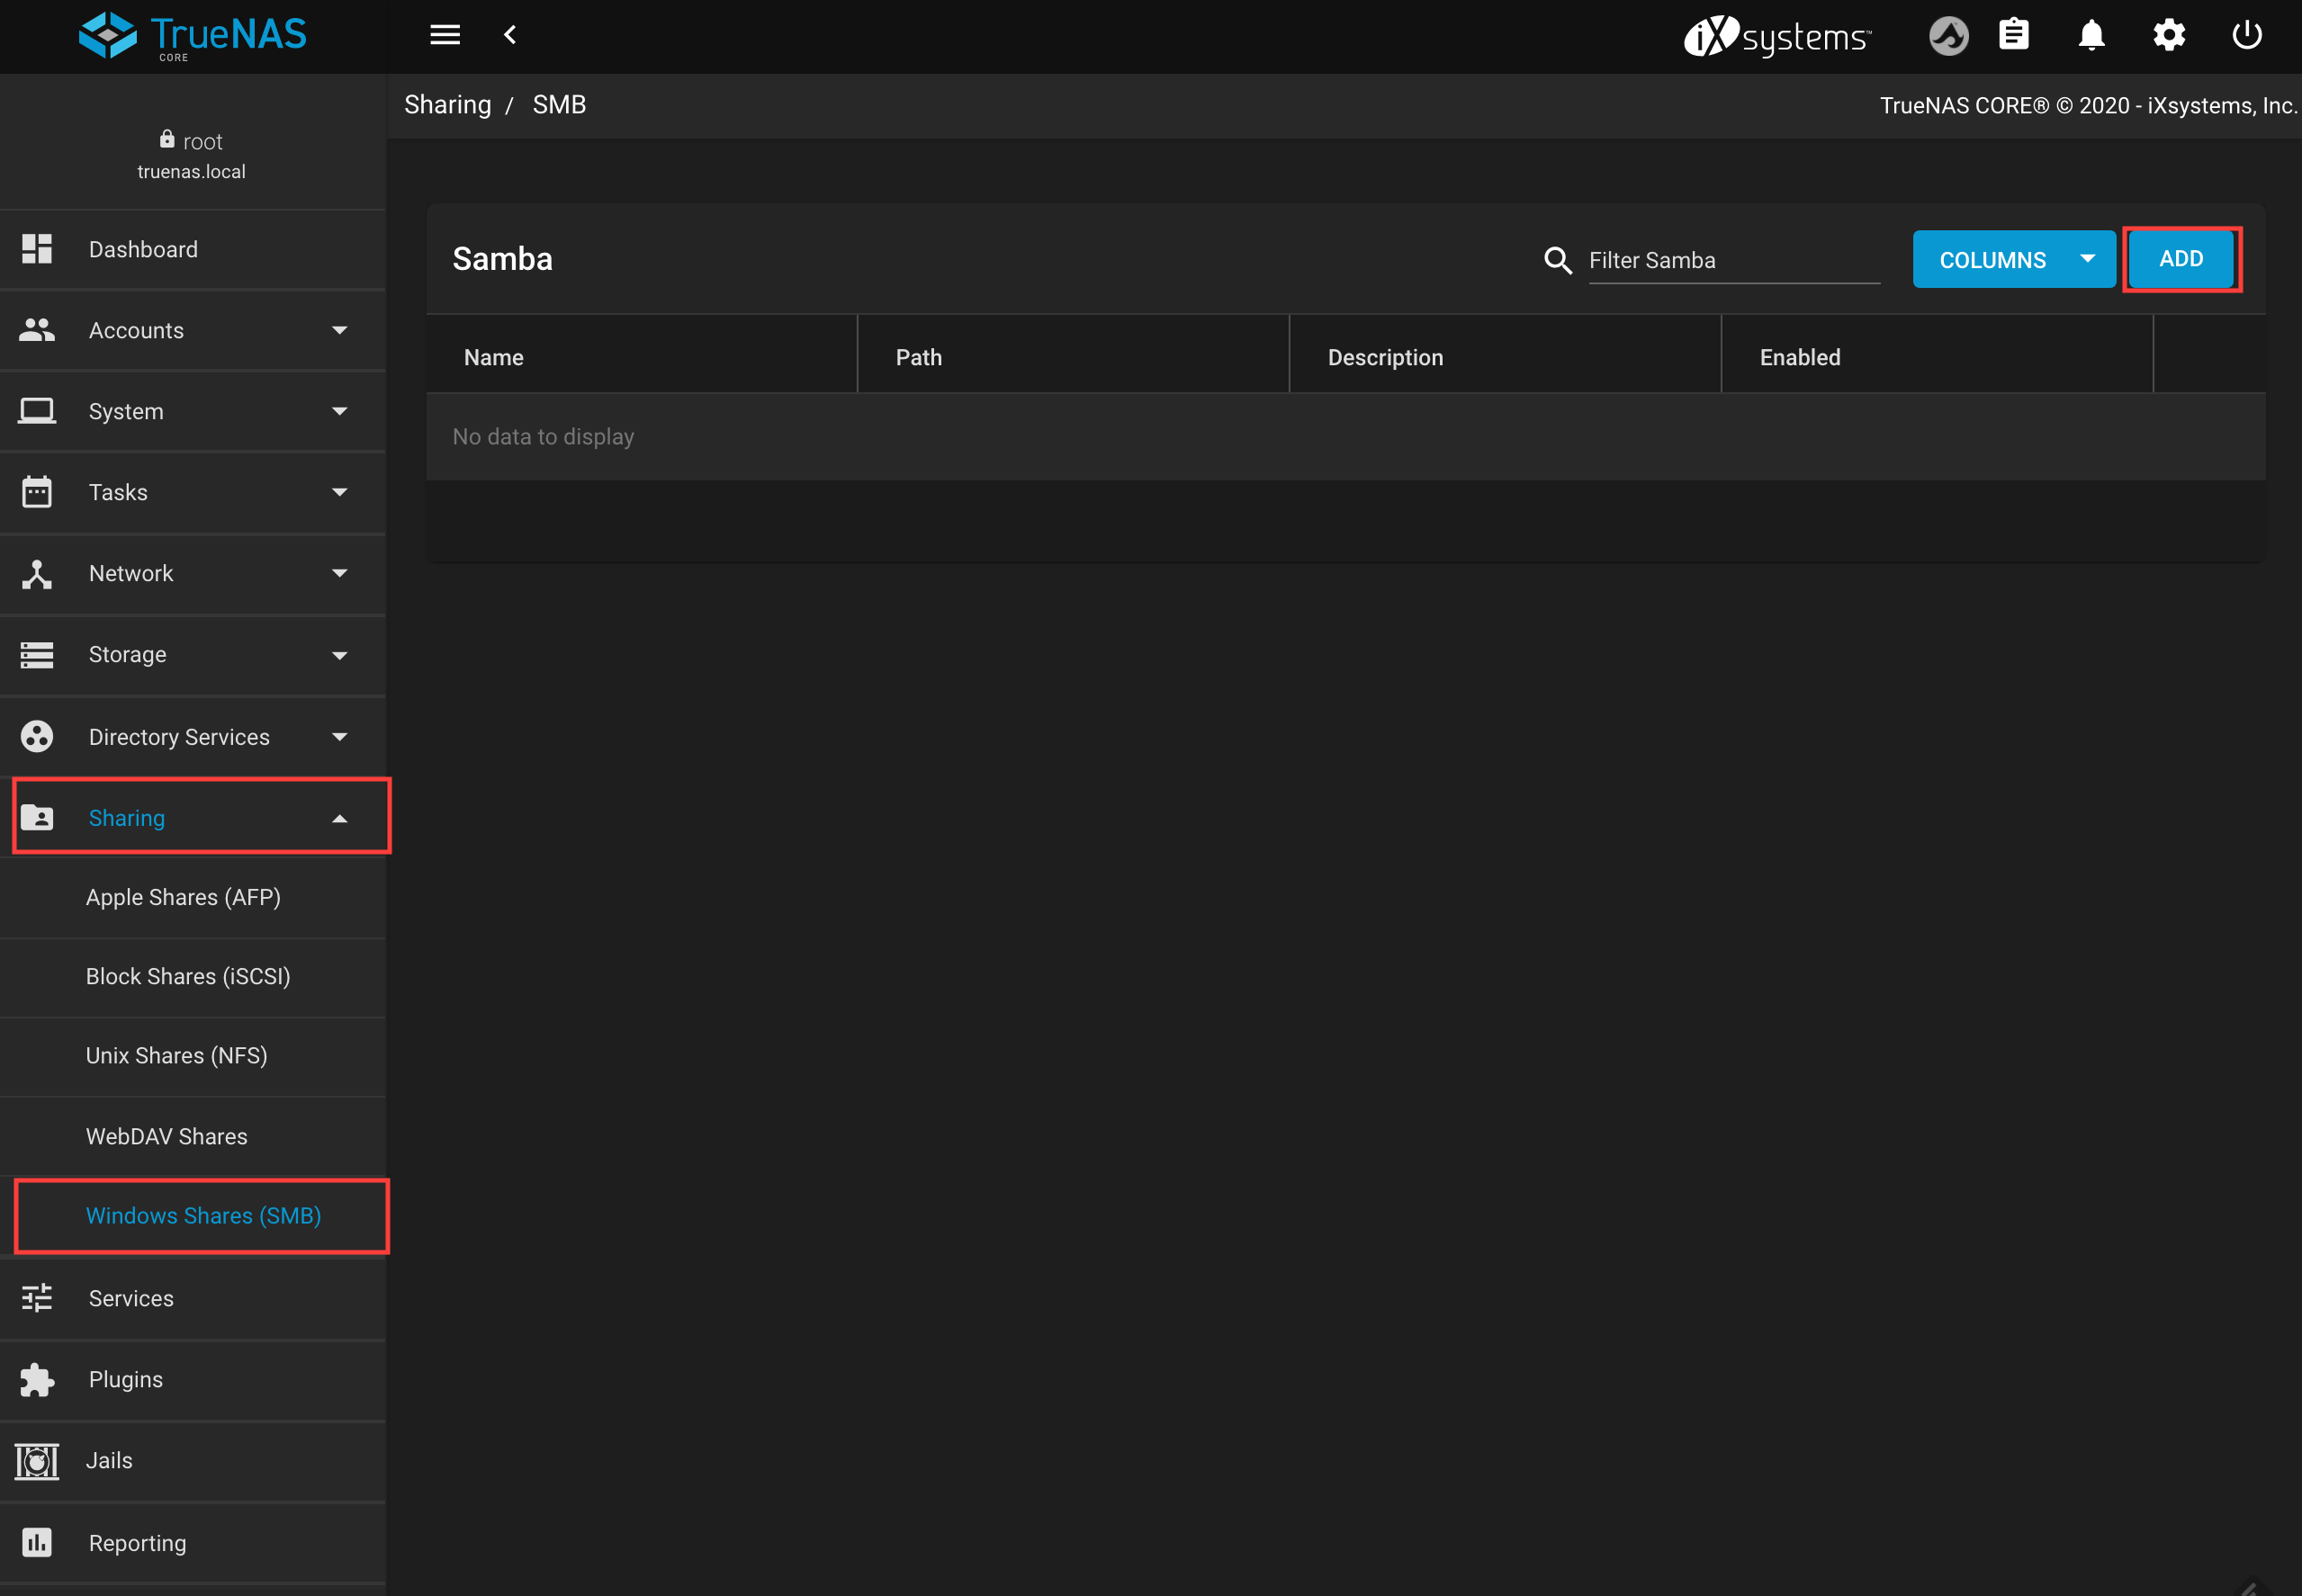 TrueNAS
CORE
iXsystems™
Sharing / SMB
TrueNAS CORE® © 2020 - iXsystems, Inc.
root
truenas.local
Dashboard
Accounts
System
Tasks
Network
Storage
Directory Services
Sharing
Apple Shares (AFP)
Block Shares (iSCSI)
Unix Shares (NFS)
WebDAV Shares
Windows Shares (SMB)
Services
Plugins
Jails
Reporting
Samba
Filter Samba
COLUMNS
ADD
Name Path Description Enabled
No data to display